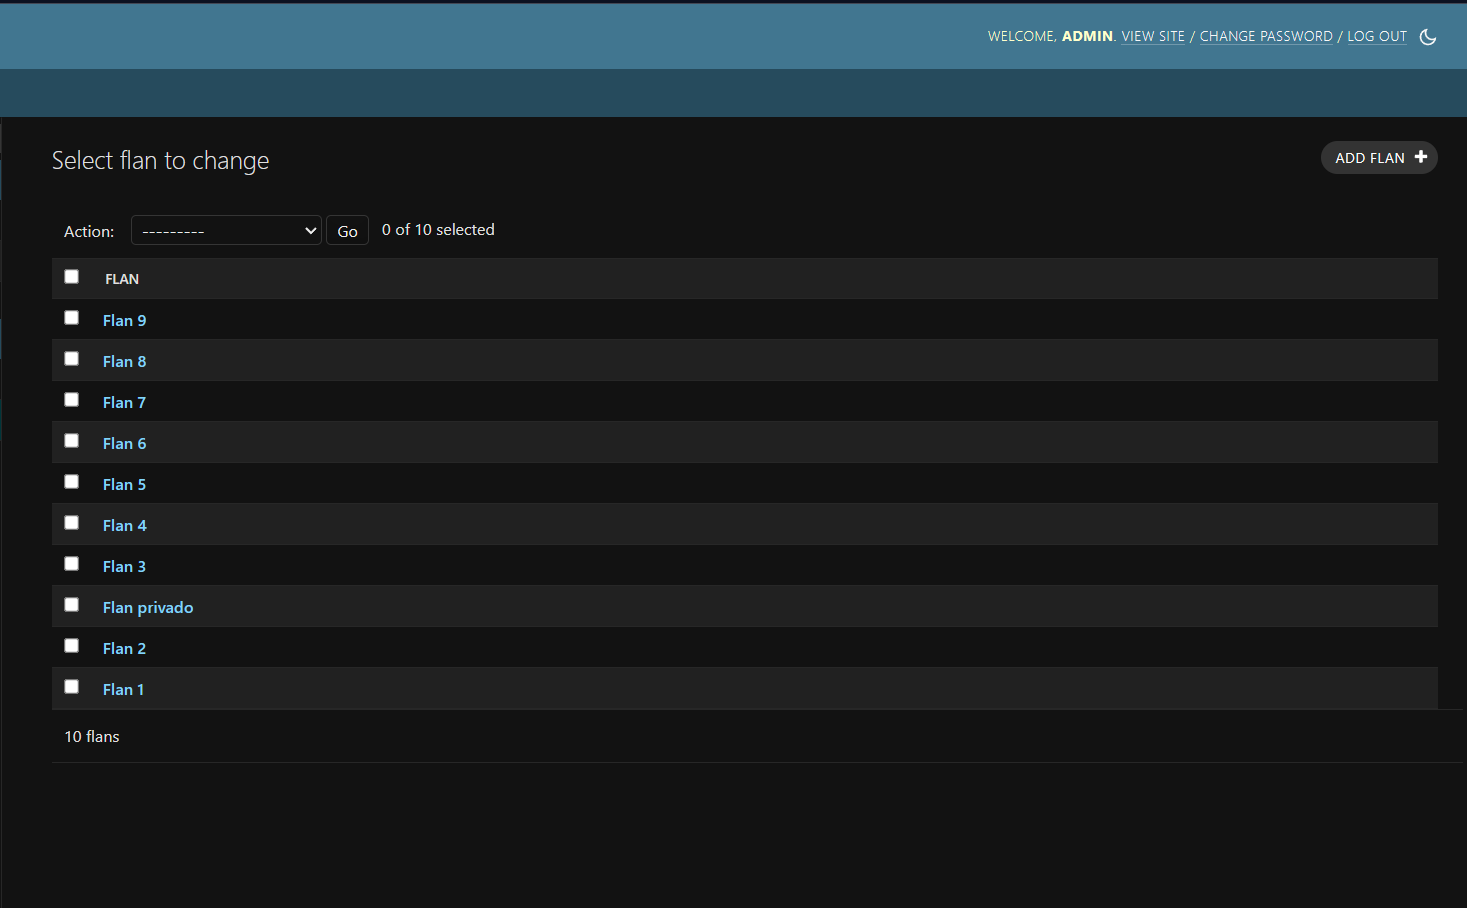 WELCOME, ADMIN. VIEW SITE / CHANGE PASSWORD / LOG OUT
Select flan to change
ADD FLAN
Action: --------- Go 0 of 10 selected
FLAN
Flan 9
Flan 8
Flan 7
Flan 6
Flan 5
Flan 4
Flan 3
Flan privado
Flan 2
Flan 1
10 flans